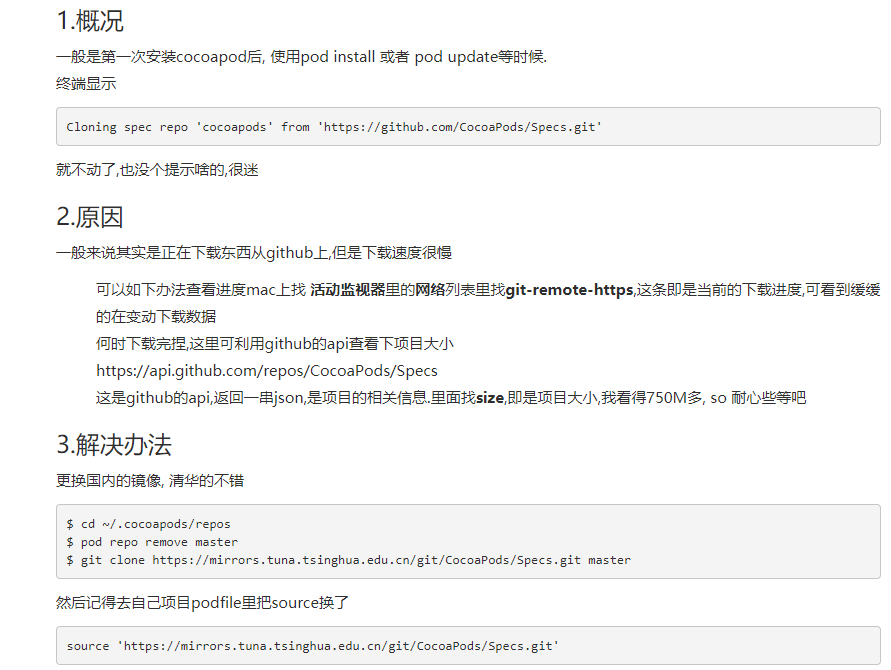 1.概况
一般是第一次安装cocoapod后, 使用pod install 或者 pod update等时候.
终端显示
Cloning spec repo 'cocoapods' from 'https://github.com/CocoaPods/Specs.git'
就不动了,也没个提示啥的,很迷
2.原因
一般来说其实是正在下载东西从github上,但是下载速度很慢
可以如下办法查看进度mac上找 活动监视器里的网络列表里找git-remote-https,这条即是当前的下载进度,可看到缓缓
的在变动下载数据
何时下载完捏,这里可利用github的api查看下项目大小
https://api.github.com/repos/CocoaPods/Specs
这是github的api,返回一串json,是项目的相关信息.里面找size,即是项目大小,我看得750M多, so 耐心些等吧
3.解决办法
更换国内的镜像, 清华的不错
$ cd ~/.cocoapods/repos
$ pod repo remove master
$ git clone https://mirrors.tuna.tsinghua.edu.cn/git/CocoaPods/Specs.git master
然后记得去自己项目podfile里把source换了
source 'https://mirrors.tuna.tsinghua.edu.cn/git/CocoaPods/Specs.git'